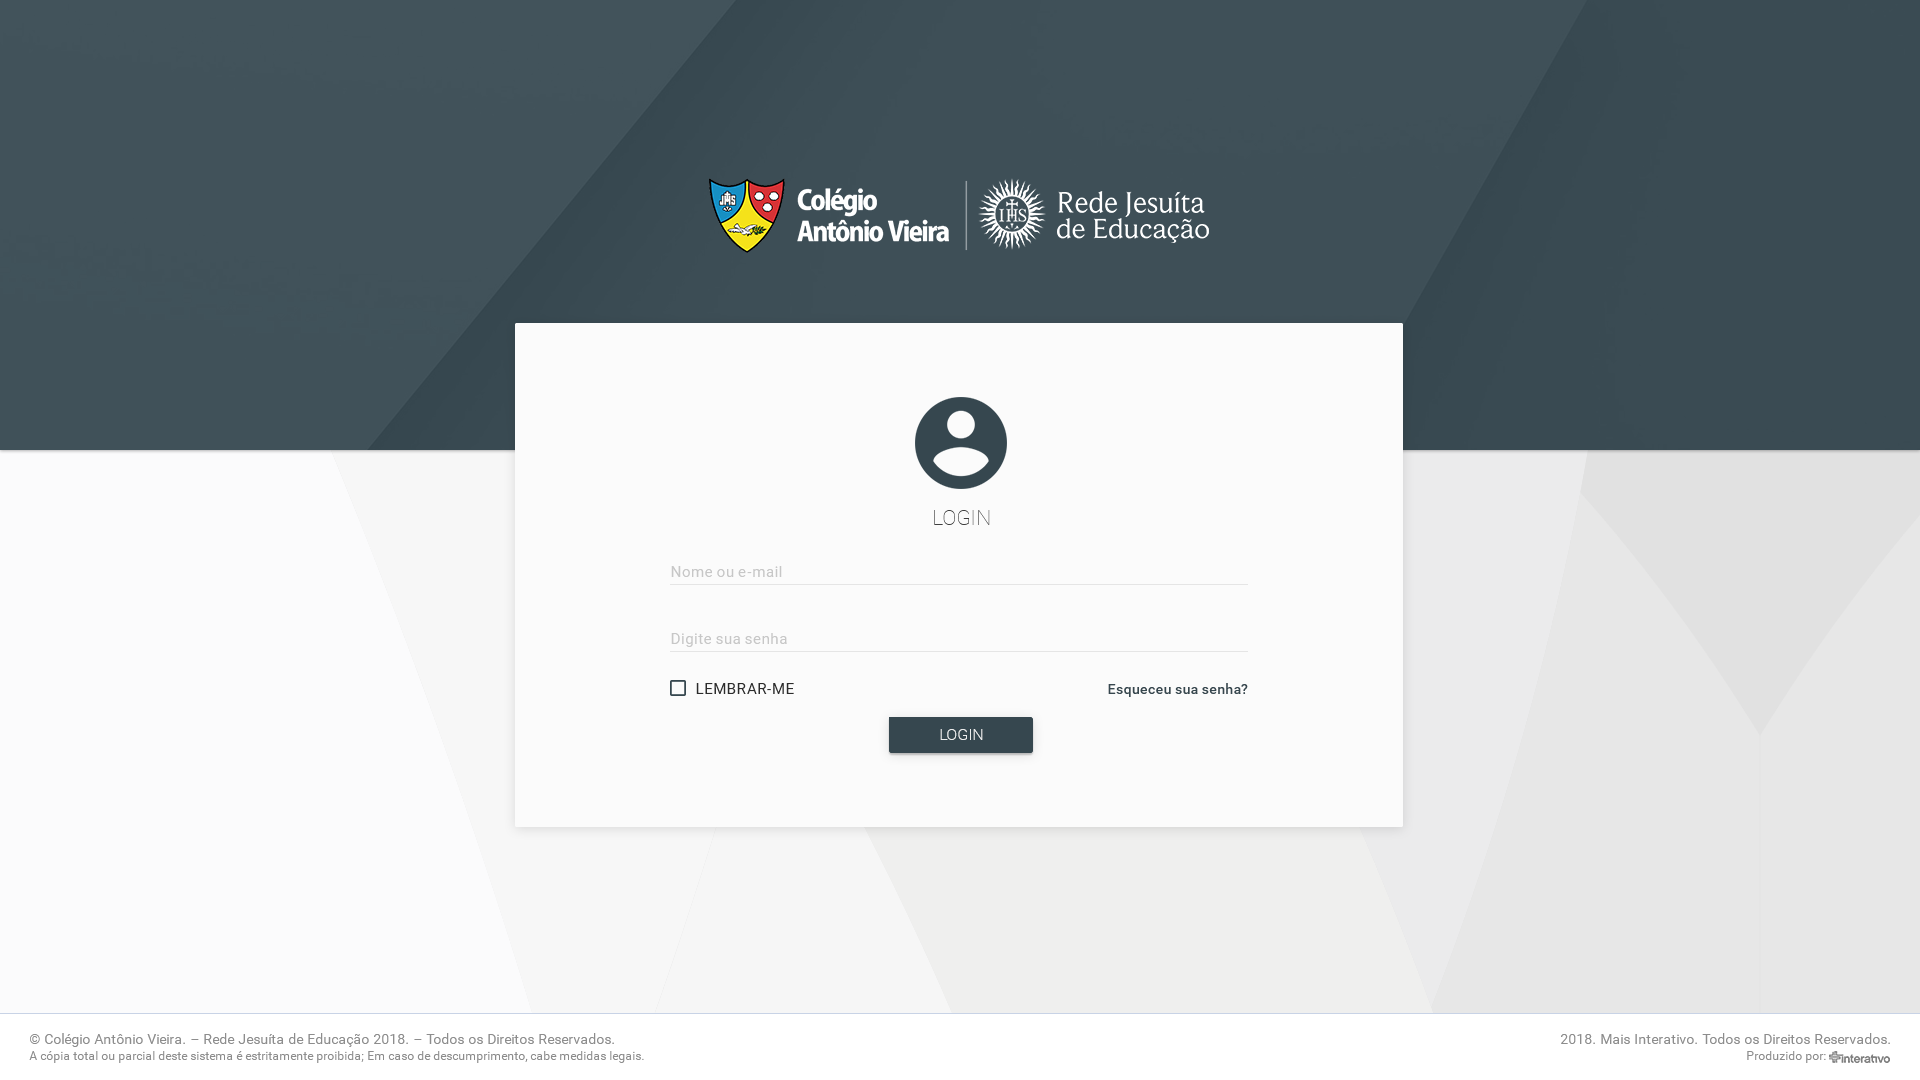 JHS
Colégio
Antônio Vieira
IHS
Rede Jesuíta
de Educação
LOGIN
Nome ou e-mail
Digite sua senha
LEMBRAR-ME
Esqueceu sua senha?
LOGIN
© Colégio Antônio Vieira. – Rede Jesuíta de Educação 2018. – Todos os Direitos Reservados.
A cópia total ou parcial deste sistema é estritamente proibida; Em caso de descumprimento, cabe medidas legais.
2018. Mais Interativo. Todos os Direitos Reservados.
Produzido por: interativo